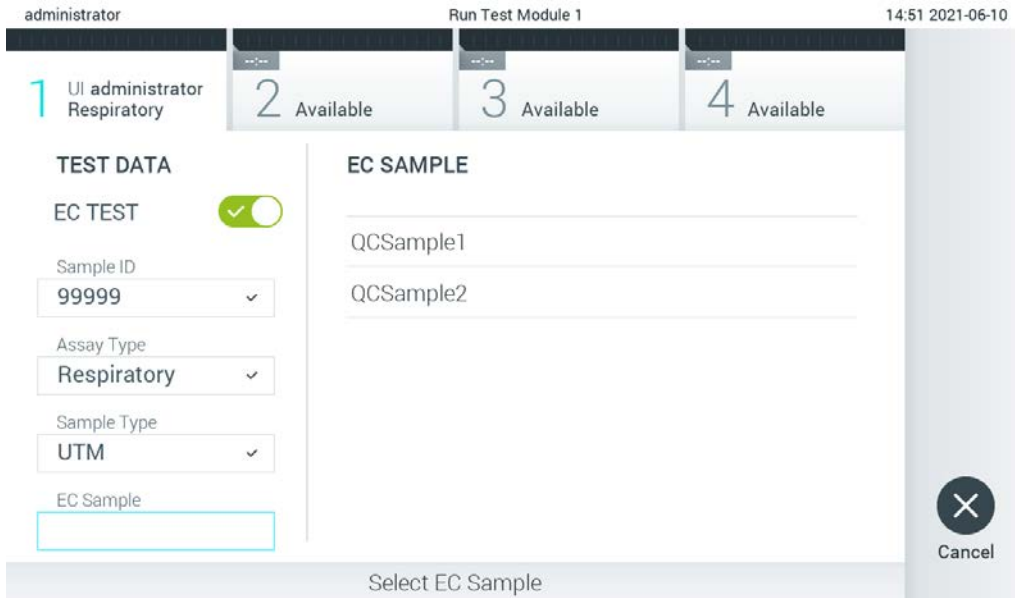 administrator Run Test Module 1 14:51 2021-06-10
--:-- --:-- --:--
1 UI administrator
Respiratory
2 Available
3 Available
4 Available
TEST DATA
EC TEST
Sample ID
99999
Assay Type
Respiratory
Sample Type
UTM
EC Sample
EC SAMPLE
QCSample1
QCSample2
Cancel
Select EC Sample